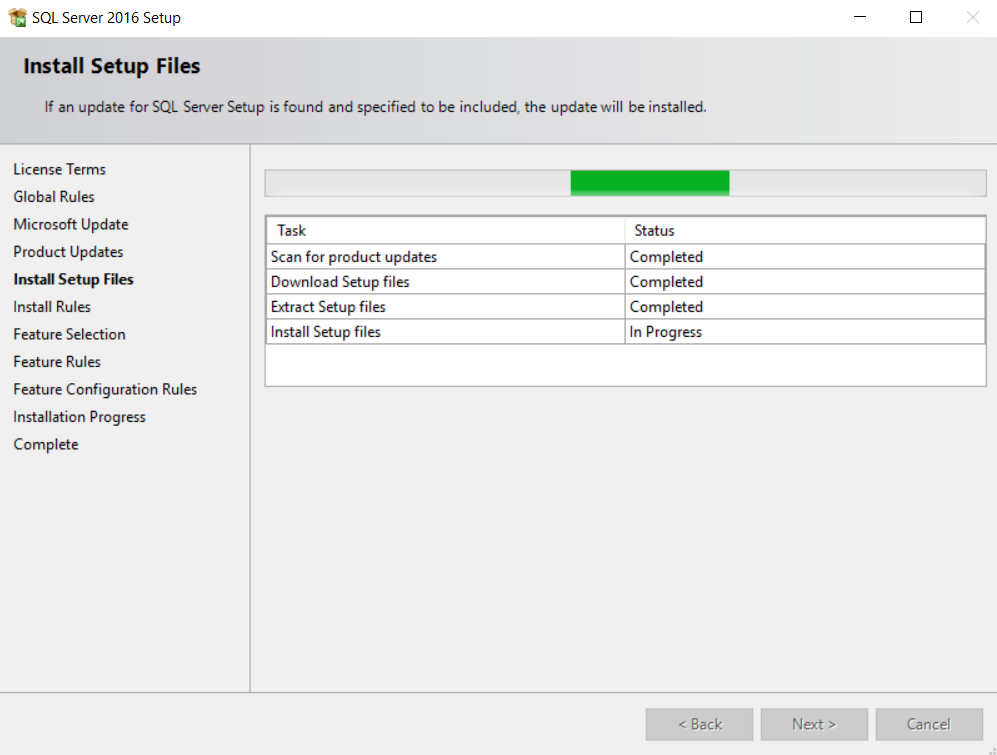 SQL Server 2016 Setup
Install Setup Files
If an update for SQL Server Setup is found and specified to be included, the update will be installed.
License Terms
Global Rules
Microsoft Update
Product Updates
Install Setup Files
Install Rules
Feature Selection
Feature Rules
Feature Configuration Rules
Installation Progress
Complete
Task Status
Scan for product updates Completed
Download Setup files Completed
Extract Setup files Completed
Install Setup files In Progress
< Back Next > Cancel